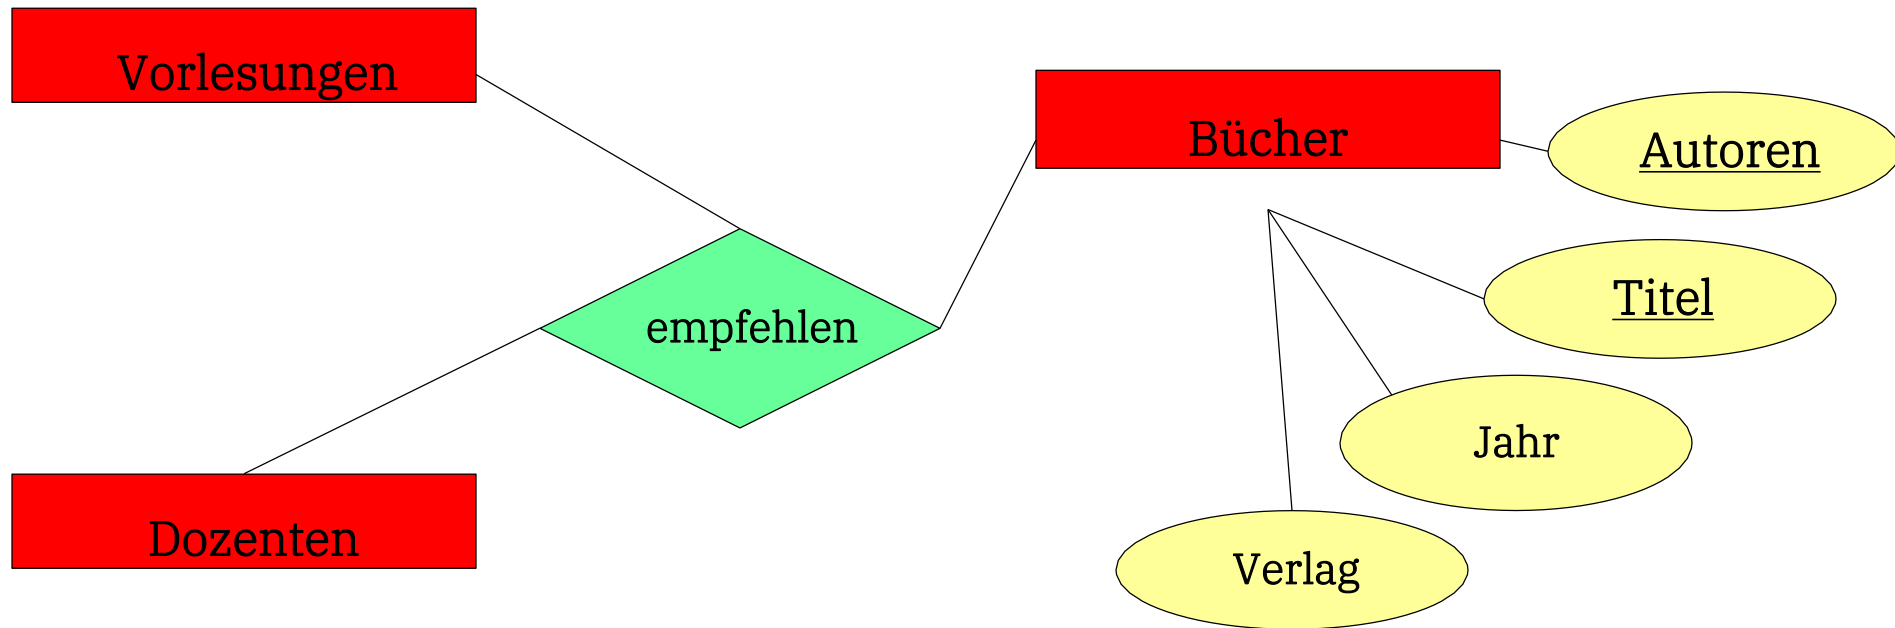 Vorlesungen
Bücher
Autoren
Titel
empfehlen
Jahr
Dozenten
Verlag